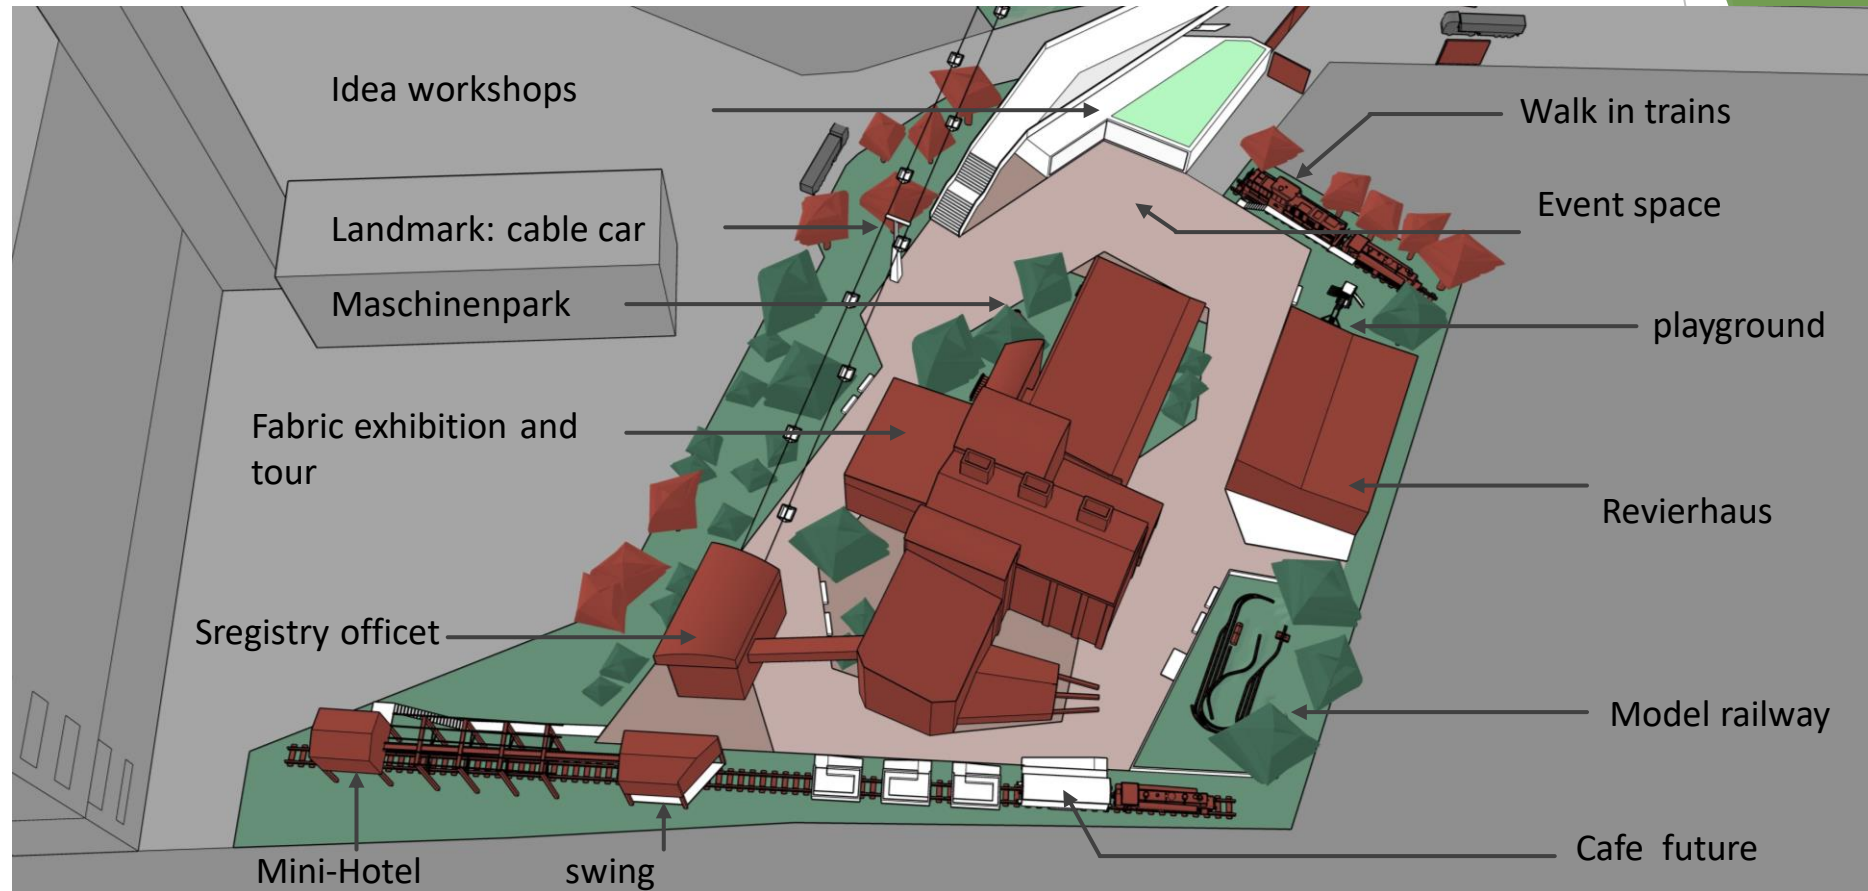 Idea workshops
Walk in trains
Event space
Landmark: cable car
Maschinenpark
playground
Fabric exhibition and
tour
Revierhaus
Sregistry officet
Model railway
Cafe future
Mini-Hotel
swing